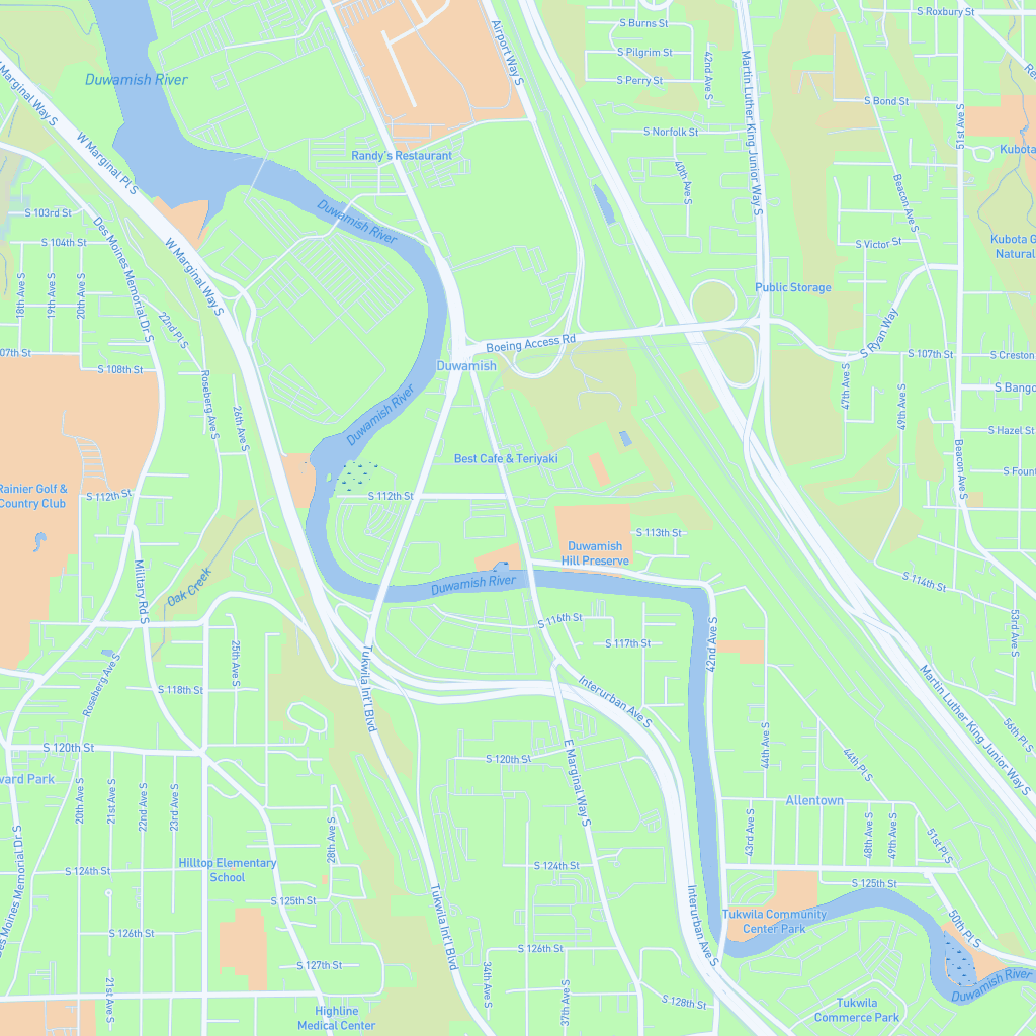 S Roxbury St
S Burns St
S Pilgrim St
S Perry St
42nd Ave S
Airport Way S
Martin Luther King Junior Way S
Duwamish River
W Marginal Way S
W Marginal Pl S
S Bond St
51st Ave S
S Norfolk St
40th Ave S
Randy's Restaurant
Kubota
Beacon Ave S
S 103rd St
Des Moines Memorial Dr S
Duwamish River
W Marginal Way S
S 104th St
S Victor St
Kubota G
Natural
18th Ave S
19th Ave S
20th Ave S
22nd Pl S
Public Storage
S Ryan Way
Boeing Access Rd
07th St
S 108th St
Duwamish
S 107th St
S Creston
47th Ave S
49th Ave S
S Bango
Roseberg Ave S
26th Ave S
Duwamish River
S Hazel St
Beacon Ave S
Best Cafe & Teriyaki
S Fount
Rainier Golf &
Country Club
S 112th St
S 112th St
S 113th St
Duwamish
Hill Preserve
Military Rd S
Oak Creek
Duwamish River
S 114th St
53rd Ave S
S 116th St
S 117th St
42nd Ave S
25th Ave S
Roseberg Ave S
S 118th St
Tukwila Int'l Blvd
Interurban Ave S
Martin Luther King Junior Way S
56th Pl S
S 120th St
S 120th St
E Marginal Way S
44th Ave S
44th Pl S
vard Park
Allentown
20th Ave S
21st Ave S
22nd Ave S
23rd Ave S
28th Ave S
43rd Ave S
48th Ave S
49th Ave S
51st Pl S
Des Moines Memorial Dr S
S 124th St
Hilltop Elementary
School
S 124th St
S 125th St
S 125th St
Tukwila Int'l Blvd
Interurban Ave S
Tukwila Community
Center Park
50th Pl S
S 126th St
S 126th St
S 127th St
21st Ave S
34th Ave S
37th Ave S
S 128th St
Duwamish River
Highline
Medical Center
Tukwila
Commerce Park